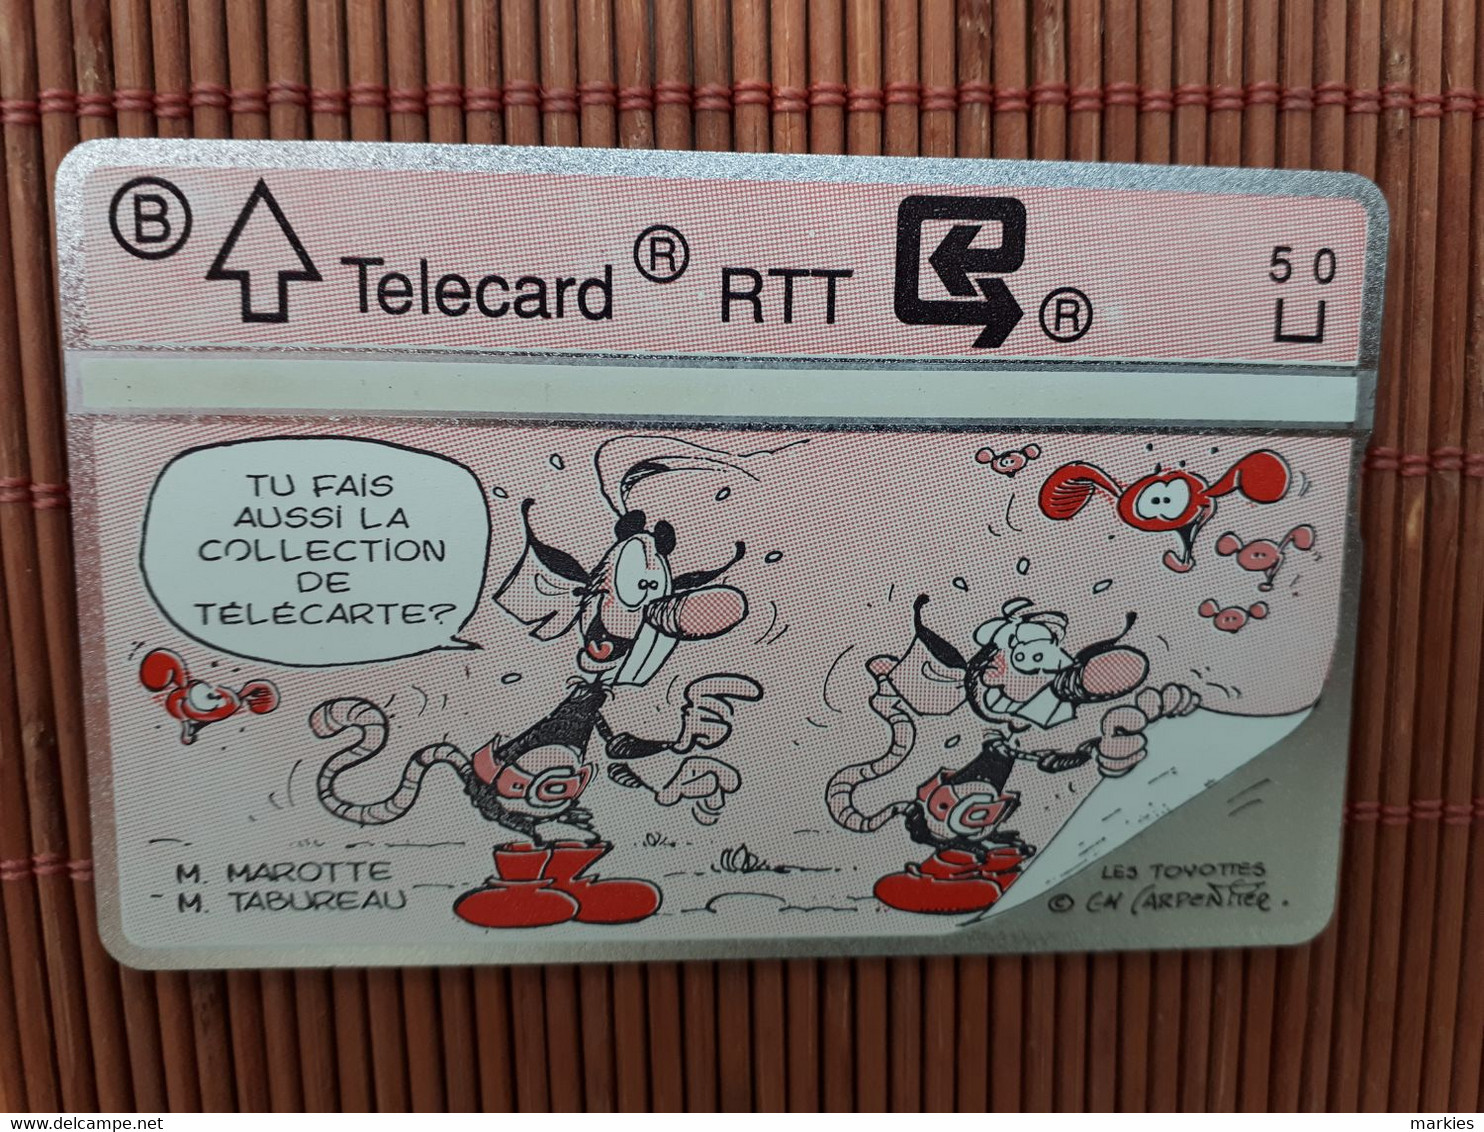 B Telecard ® RTT ® 50
TU FAIS
AUSSI LA
COLLECTION
DE
TÉLÉCARTE?
M. MAROTTE
M. TABUREAU
LES TOYOTTES
© CH CARPENTIER.
delcampe.net
markies